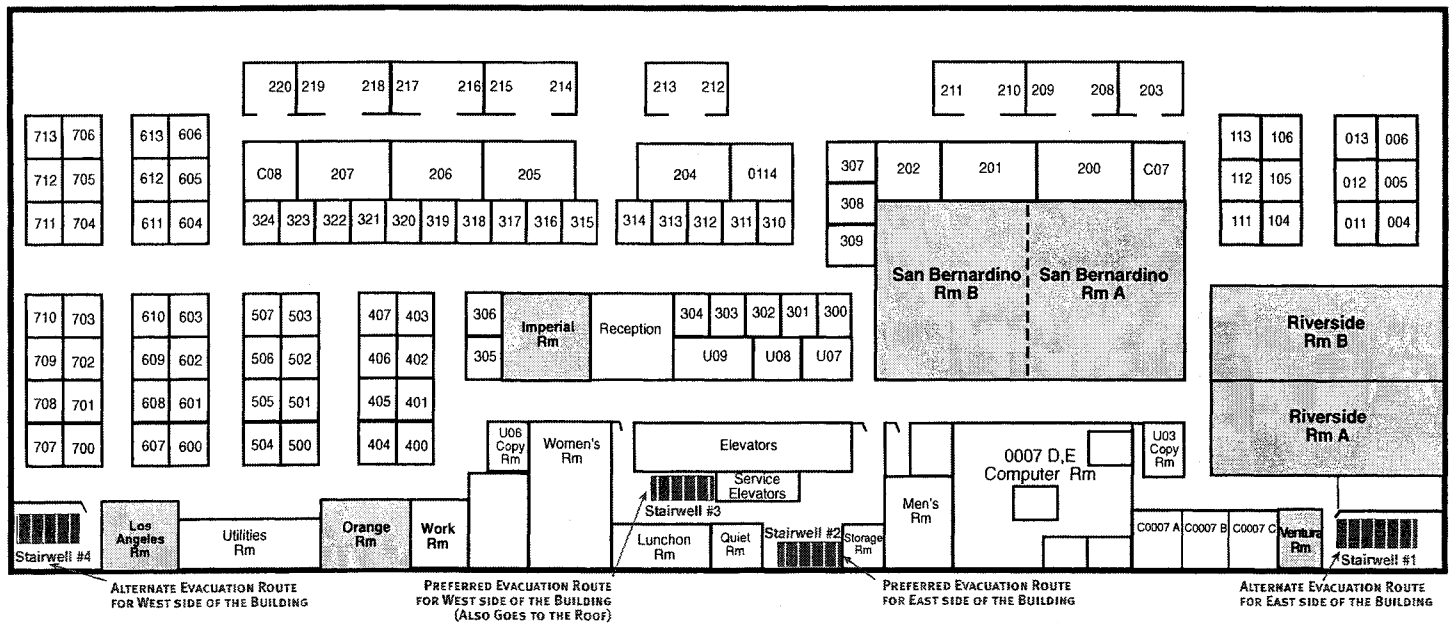 220 219 218 217 216 215 214
213 212
211 210 209 208 203
713 706
712 705
711 704
613 606
612 605
611 604
C08 207 206 205
324 323 322 321 320 319 318 317 316 315
204 0114
314 313 312 311 310
307
308
309
202 201 200 C07
San Bernardino
Rm B
San Bernardino
Rm A
113 106
112 105
111 104
013 006
012 005
011 004
710 703
709 702
708 701
707 700
610 603
609 602
608 601
607 600
507 503
506 502
505 501
504 500
407 403
406 402
405 401
404 400
306
305
Imperial
Rm
Reception
304 303 302 301 300
U09 U08 U07
Riverside
Rm B
Riverside
Rm A
U06
Copy
Rm
Women's
Rm
Elevators
Service
Elevators
Stairwell #3
0007 D,E
Computer Rm
U03
Copy
Rm
Men's
Rm
Stairwell #4
Los
Angeles
Rm
Utilities
Rm
Orange
Rm
Work
Rm
Lunchon
Rm
Quiet
Rm
Stairwell #2
Storage
Rm
C0007 A C0007 B C0007 C
Ventura
Rm
Stairwell #1
ALTERNATE EVACUATION ROUTE
FOR WEST SIDE OF THE BUILDING
PREFERRED EVACUATION ROUTE
FOR WEST SIDE OF THE BUILDING
(ALSO GOES TO THE ROOF)
PREFERRED EVACUATION ROUTE
FOR EAST SIDE OF THE BUILDING
ALTERNATE EVACUATION ROUTE
FOR EAST SIDE OF THE BUILDING